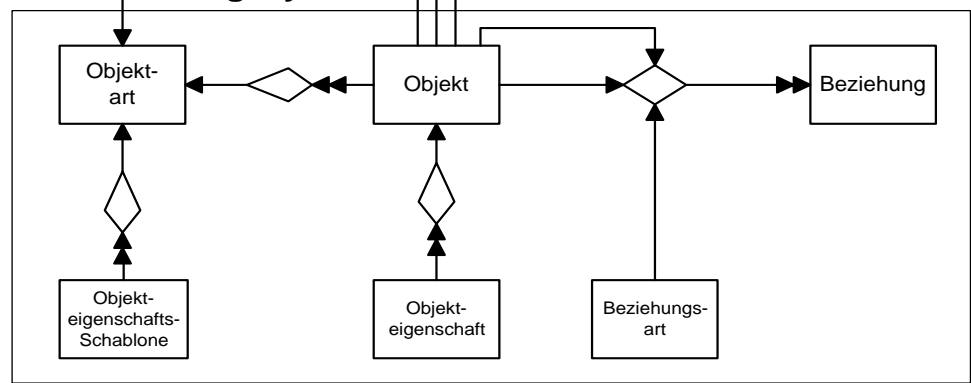 Objekt-
art
Objekt
Beziehung
Objekt-
eigenschafts-
Schablone
Objekt-
eigenschaft
Beziehungs-
art